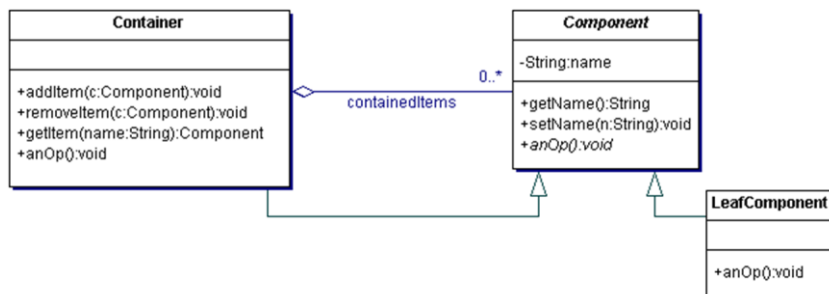 Container
+addItem(c:Component):void
+removeItem(c:Component):void
+getItem(name:String):Component
+anOp():void
0..*
containedItems
Component
-String:name
+getName():String
+setName(n:String):void
+anOp():void
LeafComponent
+anOp():void